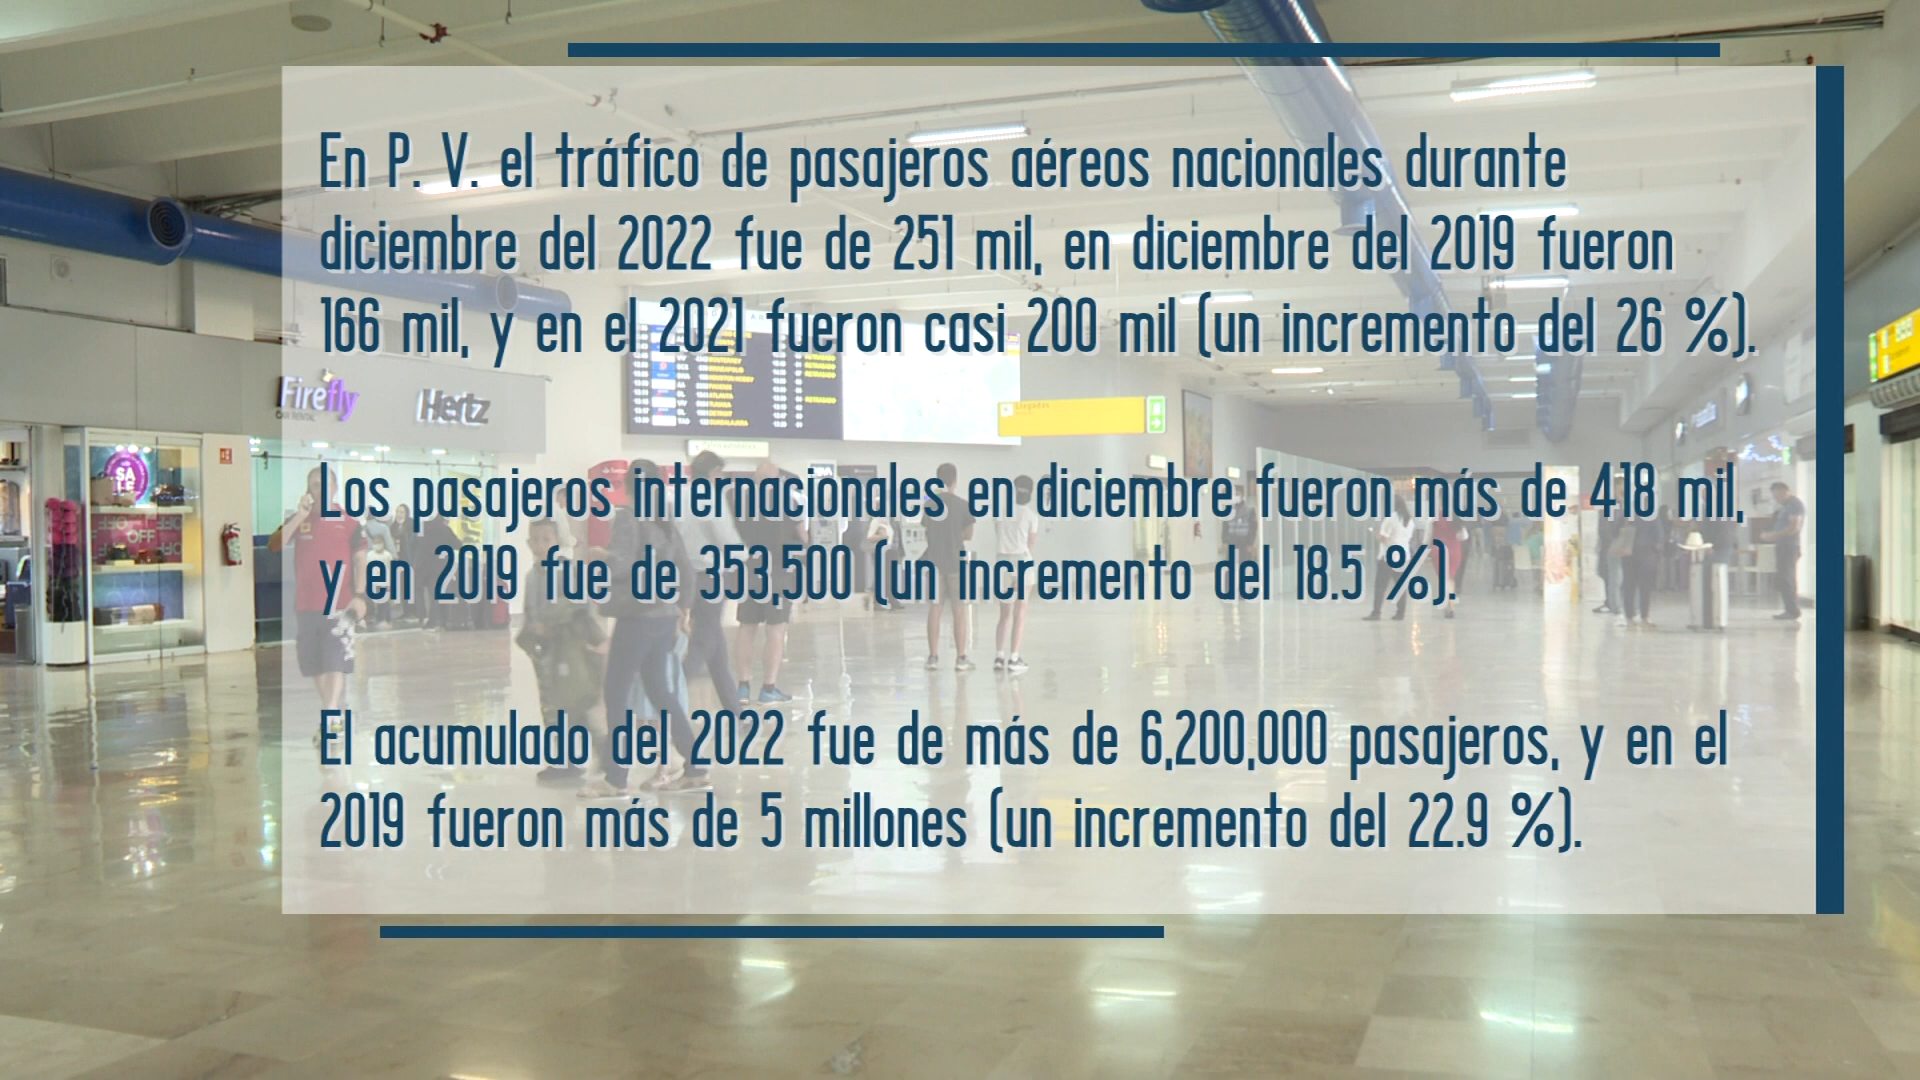 En P. V. el tráfico de pasajeros aéreos nacionales durante
diciembre del 2022 fue de 251 mil, en diciembre del 2019 fueron
166 mil, y en el 2021 fueron casi 200 mil (un incremento del 26 %).
Firefly
CAR RENTAL
Hertz
SALE
OFF
Los pasajeros internacionales en diciembre fueron más de 418 mil,
y en 2019 fue de 353,500 (un incremento del 18.5 %).
El acumulado del 2022 fue de más de 6,200,000 pasajeros, y en el
2019 fueron más de 5 millones (un incremento del 22.9 %).